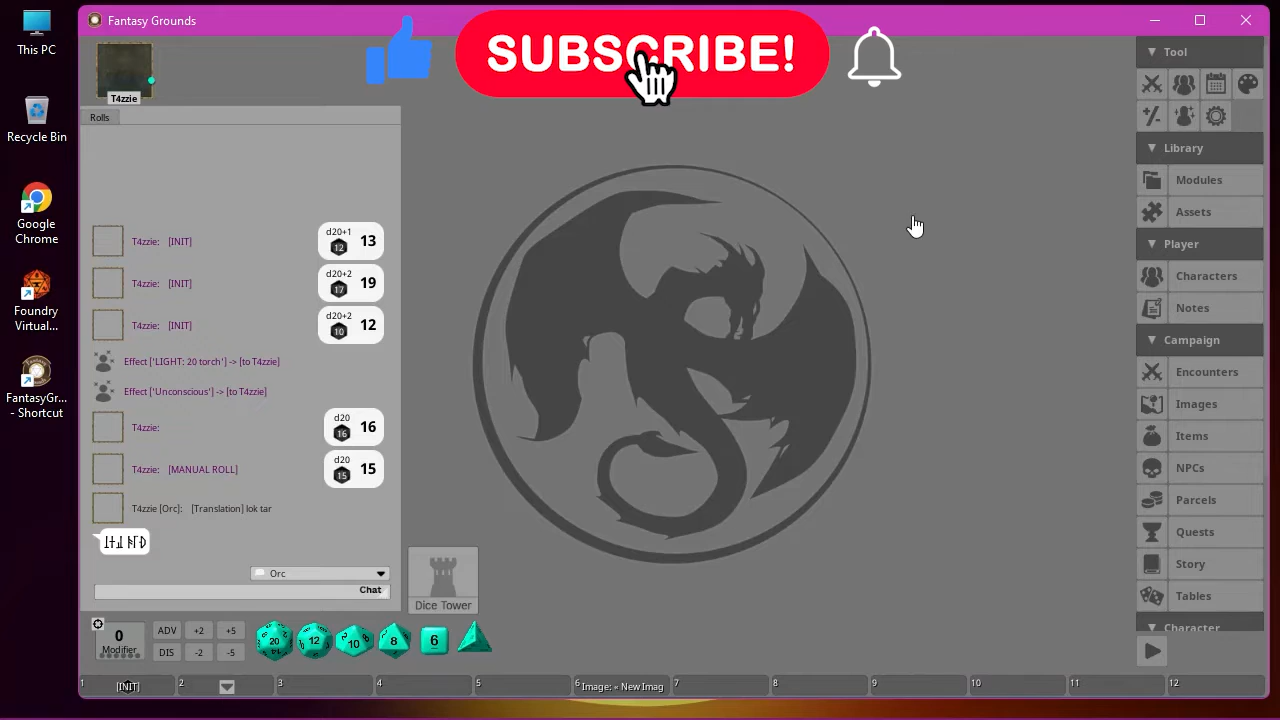 This PC
Recycle Bin
Google
Chrome
Foundry
Virtual...
FantasyGr...
- Shortcut
Fantasy Grounds
SUBSCRIBE!
T4zzie
Rolls
T4zzie: [INIT]
d20+1
12
13
T4zzie: [INIT]
d20+2
17
19
T4zzie: [INIT]
d20+2
10
12
Effect ['LIGHT: 20 torch'] -> [to T4zzie]
Effect ['Unconscious'] -> [to T4zzie]
T4zzie:
d20
16
16
T4zzie: [MANUAL ROLL]
d20
15
15
T4zzie [Orc]: [Translation] lok tar
Orc
Chat
Dice Tower
0
Modifier
ADV
+2
+5
DIS
-2
-5
20
12
10
8
6
1
[INIT]
2
3
4
5
6
Image: « New Imag
7
8
9
10
11
12
Tool
Library
Modules
Assets
Player
Characters
Notes
Campaign
Encounters
Images
Items
NPCs
Parcels
Quests
Story
Tables
Character